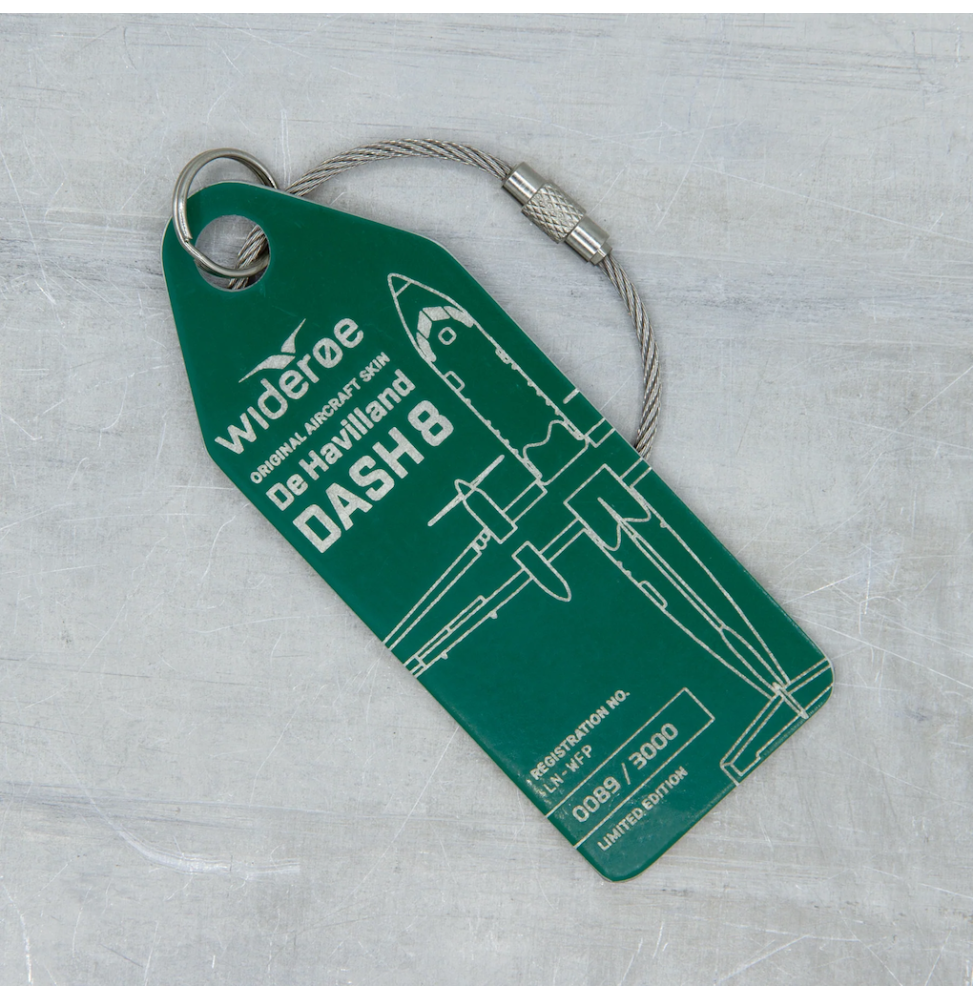 widerøe
ORIGINAL AIRCRAFT SKIN
De Havilland
DASH 8
REGISTRATION NO.
LN-WFP
0089 / 3000
LIMITED EDITION